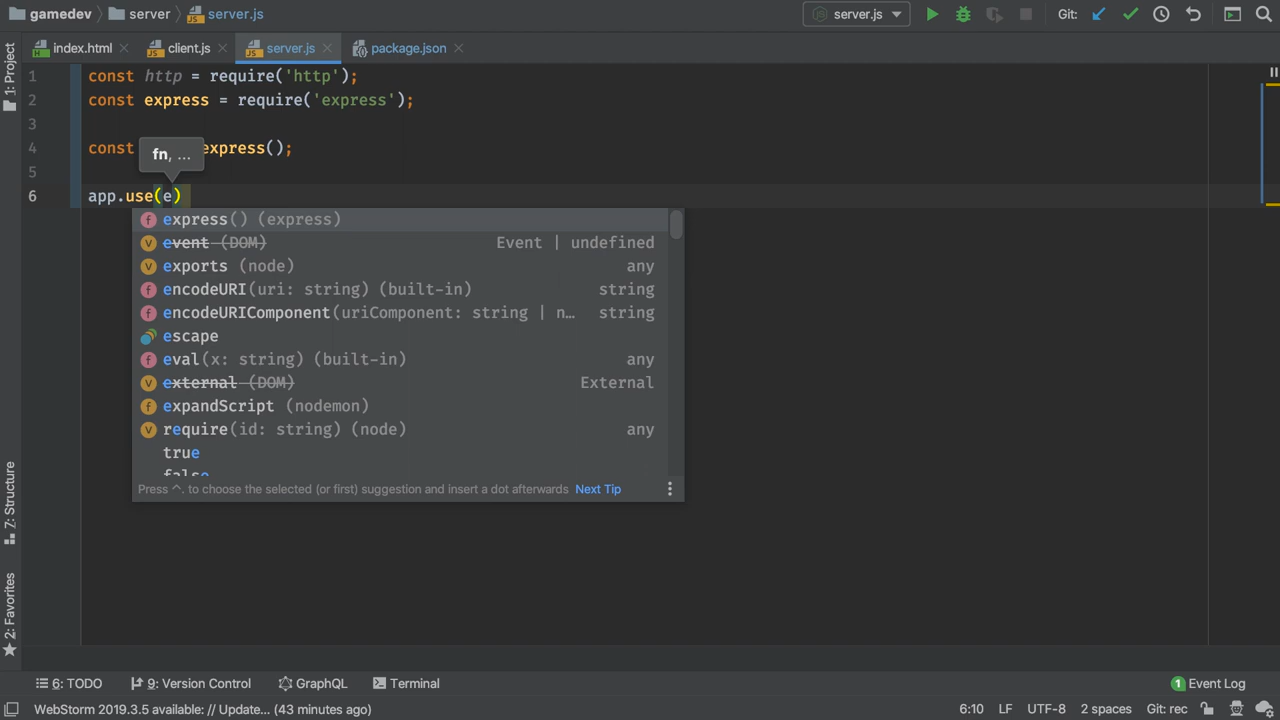 gamedev server server.js server.js Git:
index.html client.js server.js package.json
1: Project
7: Structure
2: Favorites
1 const http = require('http');
2 const express = require('express');
3
4 const express();
fn, ...
5
6 app.use(e)
express() (express)
event (DOM) Event | undefined
exports (node) any
encodeURI(uri: string) (built-in) string
encodeURIComponent(uriComponent: string | n… string
escape
eval(x: string) (built-in) any
external (DOM) External
expandScript (nodemon)
require(id: string) (node) any
true
false
Press ^. to choose the selected (or first) suggestion and insert a dot afterwards Next Tip
6: TODO 9: Version Control GraphQL Terminal 1 Event Log
WebStorm 2019.3.5 available: // Update... (43 minutes ago) 6:10 LF UTF-8 2 spaces Git: rec